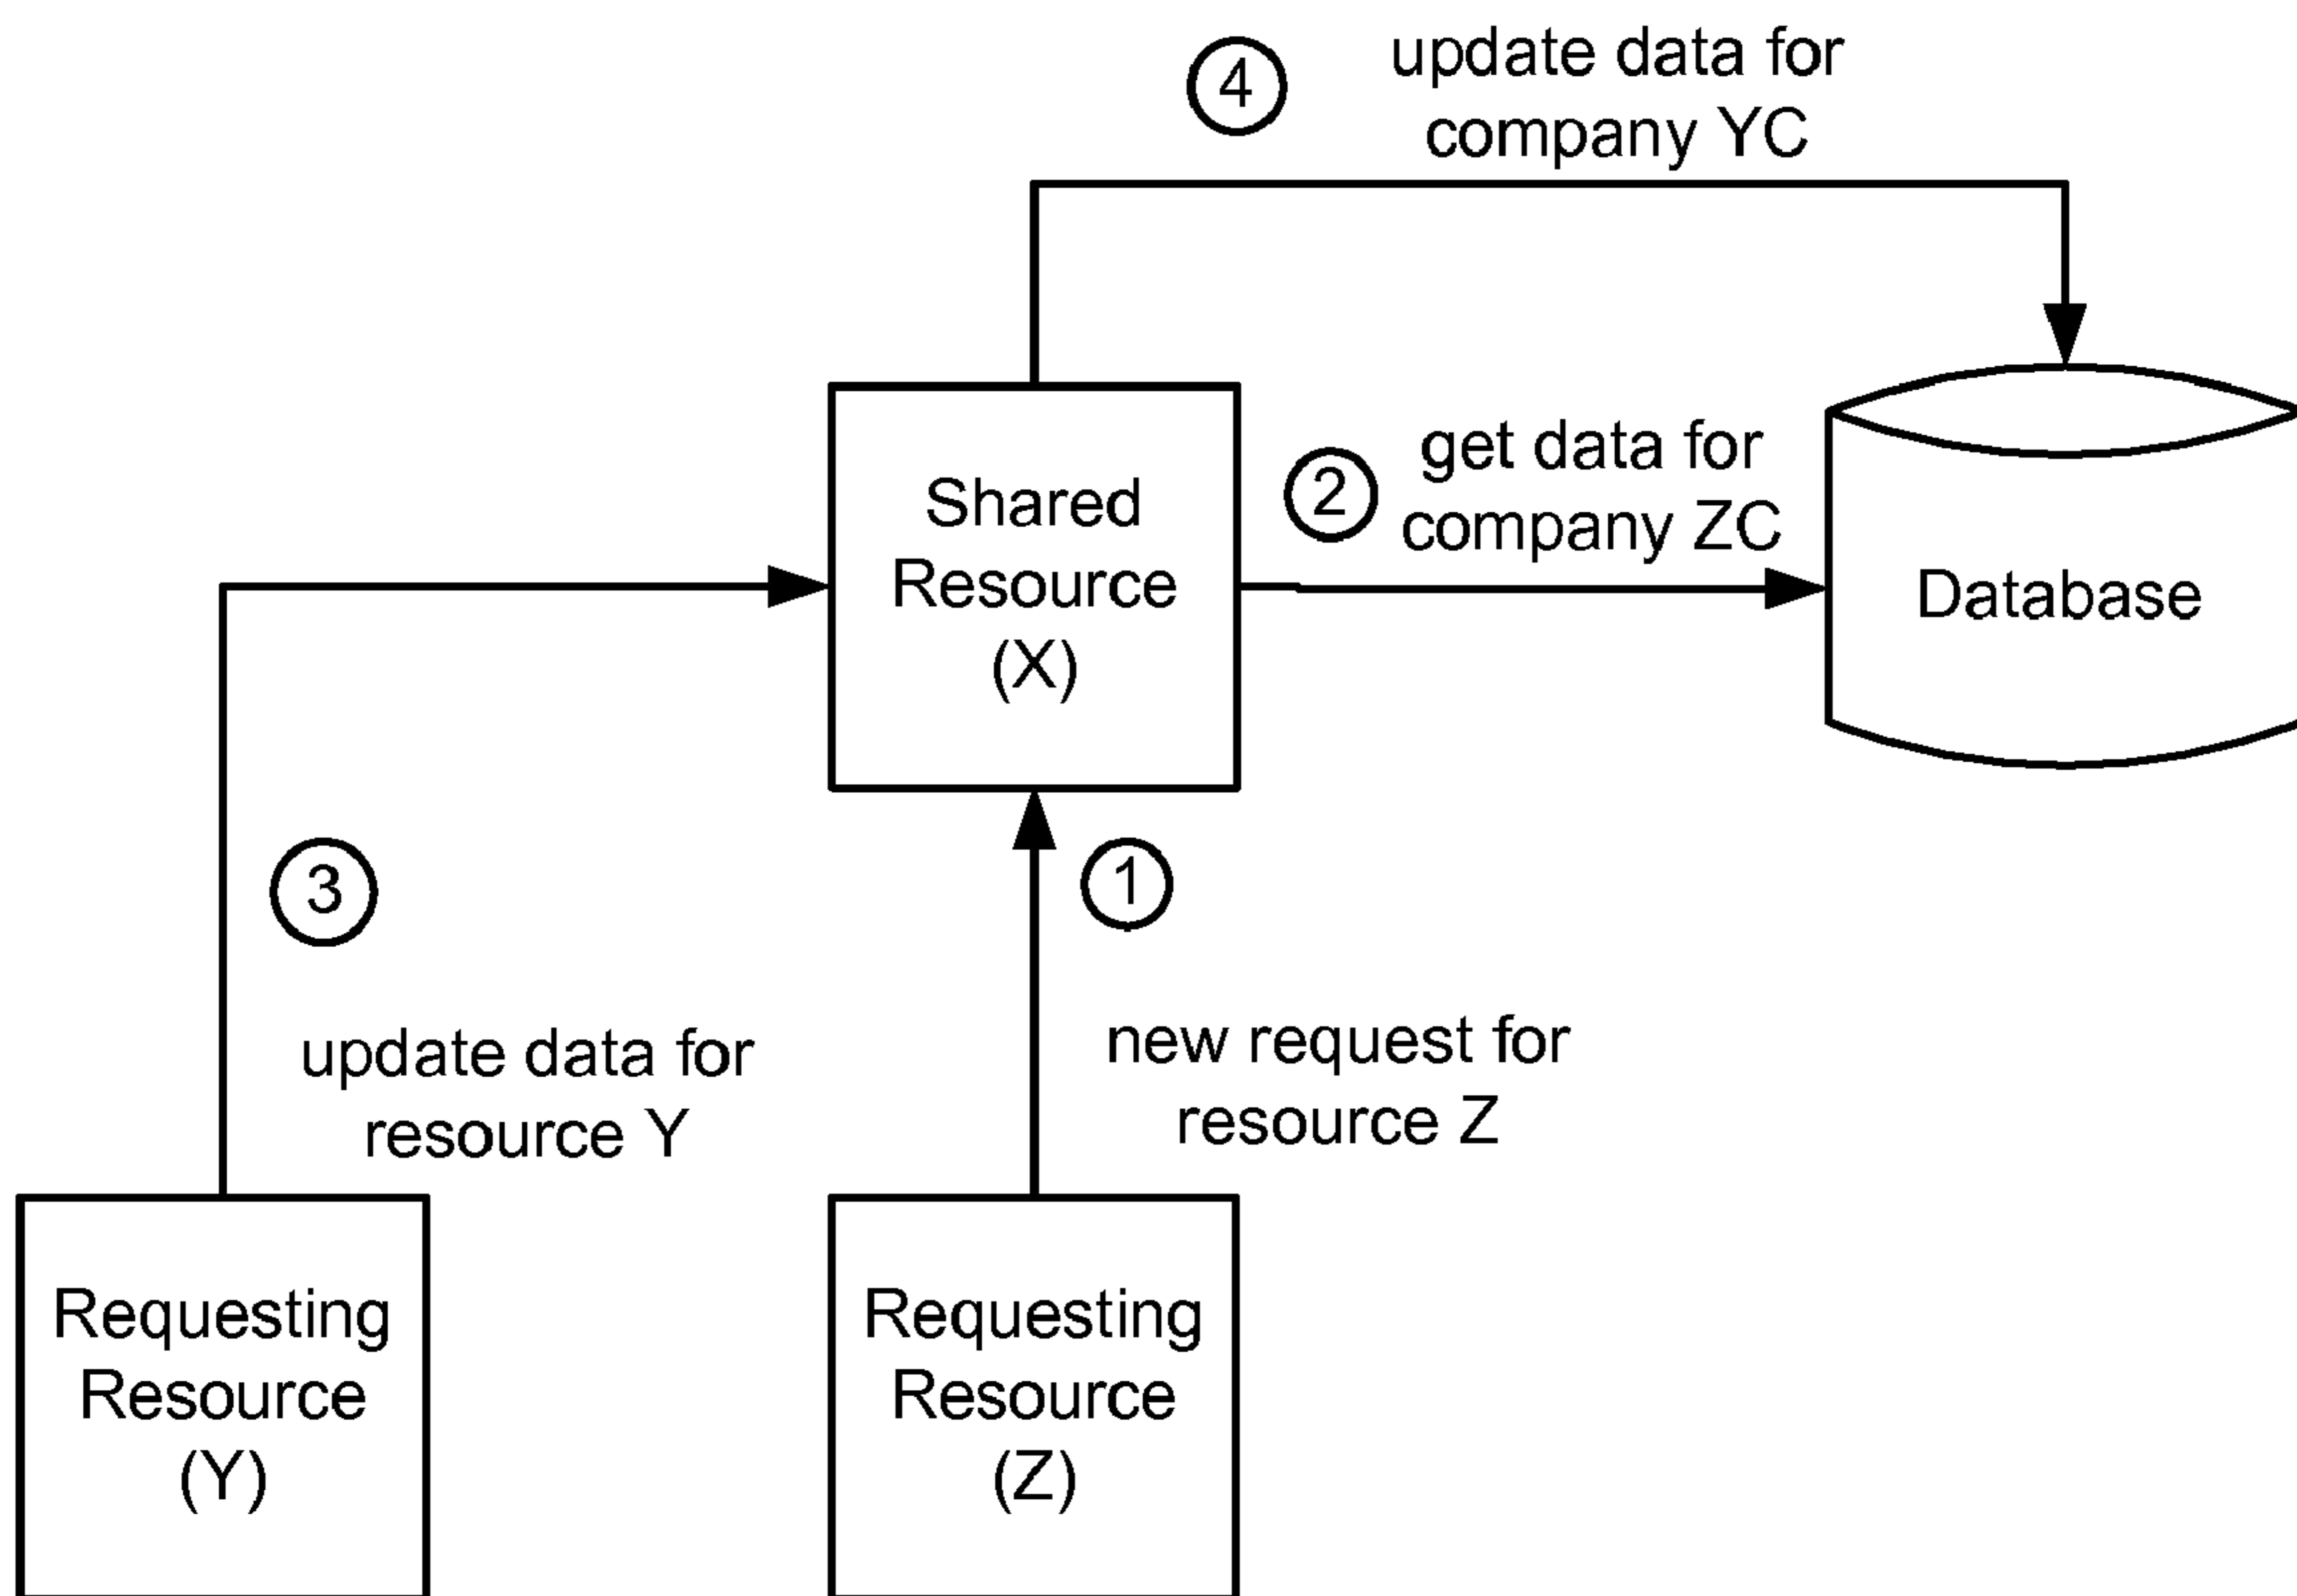 4
update data for
company YC
Shared
Resource
(X)
2
get data for
company ZC
Database
3
update data for
resource Y
1
new request for
resource Z
Requesting
Resource
(Y)
Requesting
Resource
(Z)